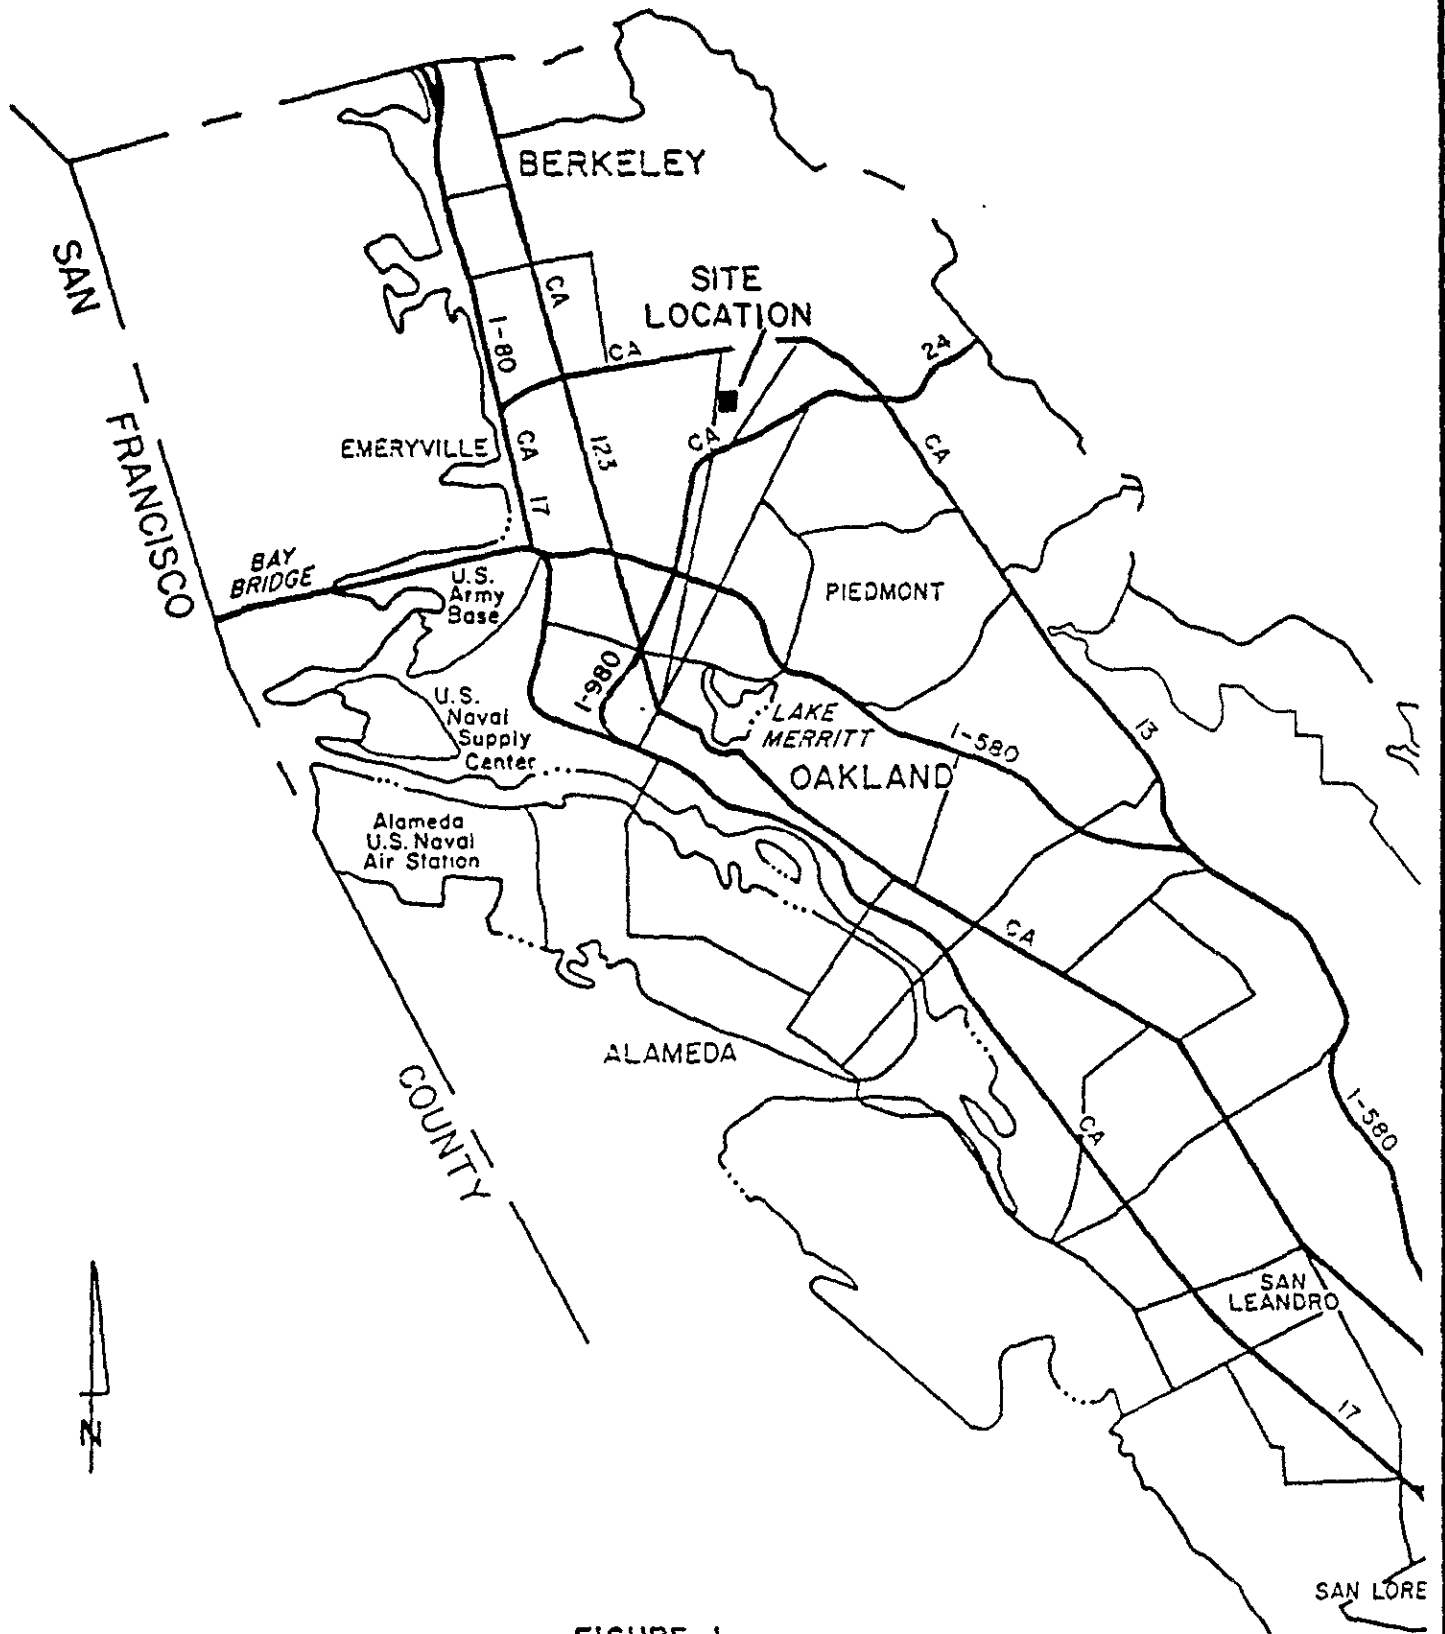 BERKELEY
SAN
FRANCISCO
COUNTY
SITE
LOCATION
CA
I-80
CA
24
CA
EMERYVILLE
CA
17
123
CA
BAY
BRIDGE
U.S.
Army
Base
PIEDMONT
I-980
U.S.
Naval
Supply
Center
LAKE
MERRITT
I-580
13
OAKLAND
Alameda
U.S. Naval
Air Station
CA
ALAMEDA
CA
I-580
SAN
LEANDRO
17
N
SAN LORE
FIGURE 1